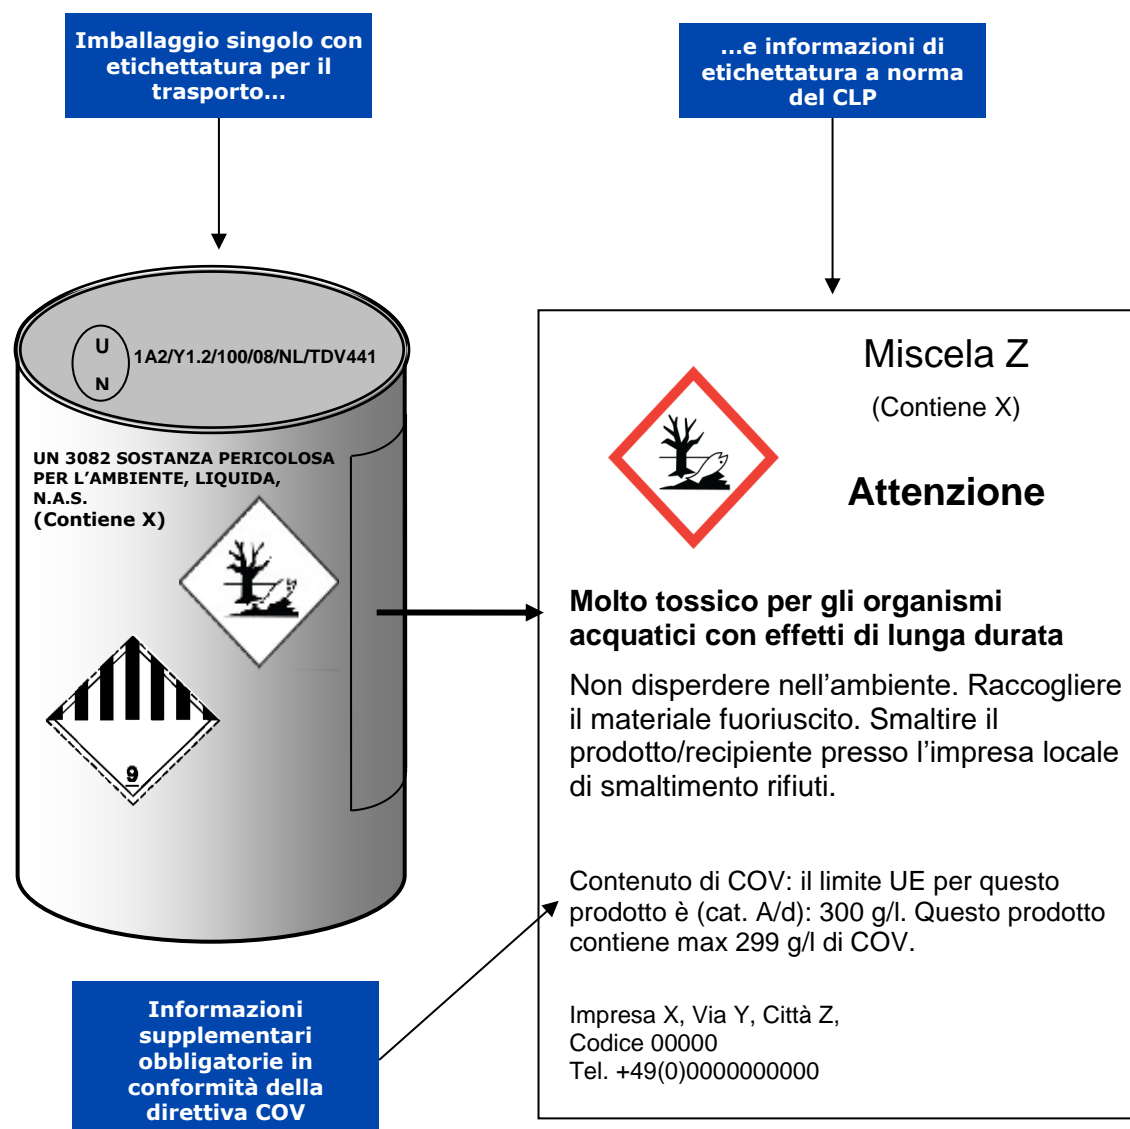 Imballaggio singolo con
etichettatura per il
trasporto...
...e informazioni di
etichettatura a norma
del CLP
U
N
1A2/Y1.2/100/08/NL/TDV441
UN 3082 SOSTANZA PERICOLOSA
PER L’AMBIENTE, LIQUIDA,
N.A.S.
(Contiene X)
9
Miscela Z
(Contiene X)
Attenzione
Molto tossico per gli organismi
acquatici con effetti di lunga durata
Non disperdere nell’ambiente. Raccogliere
il materiale fuoriuscito. Smaltire il
prodotto/recipiente presso l’impresa locale
di smaltimento rifiuti.
Contenuto di COV: il limite UE per questo
prodotto è (cat. A/d): 300 g/l. Questo prodotto
contiene max 299 g/l di COV.
Impresa X, Via Y, Città Z,
Codice 00000
Tel. +49(0)0000000000
Informazioni
supplementari
obbligatorie in
conformità della
direttiva COV